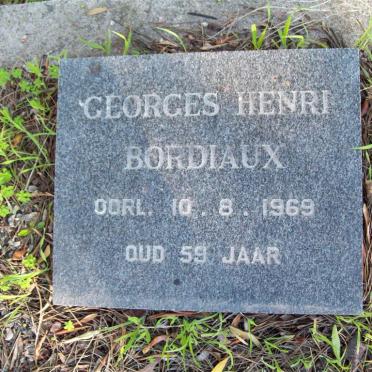 GEORGES HENRI
BORDIAUX
OORL. 10.8.1969
OUD 59 JAAR